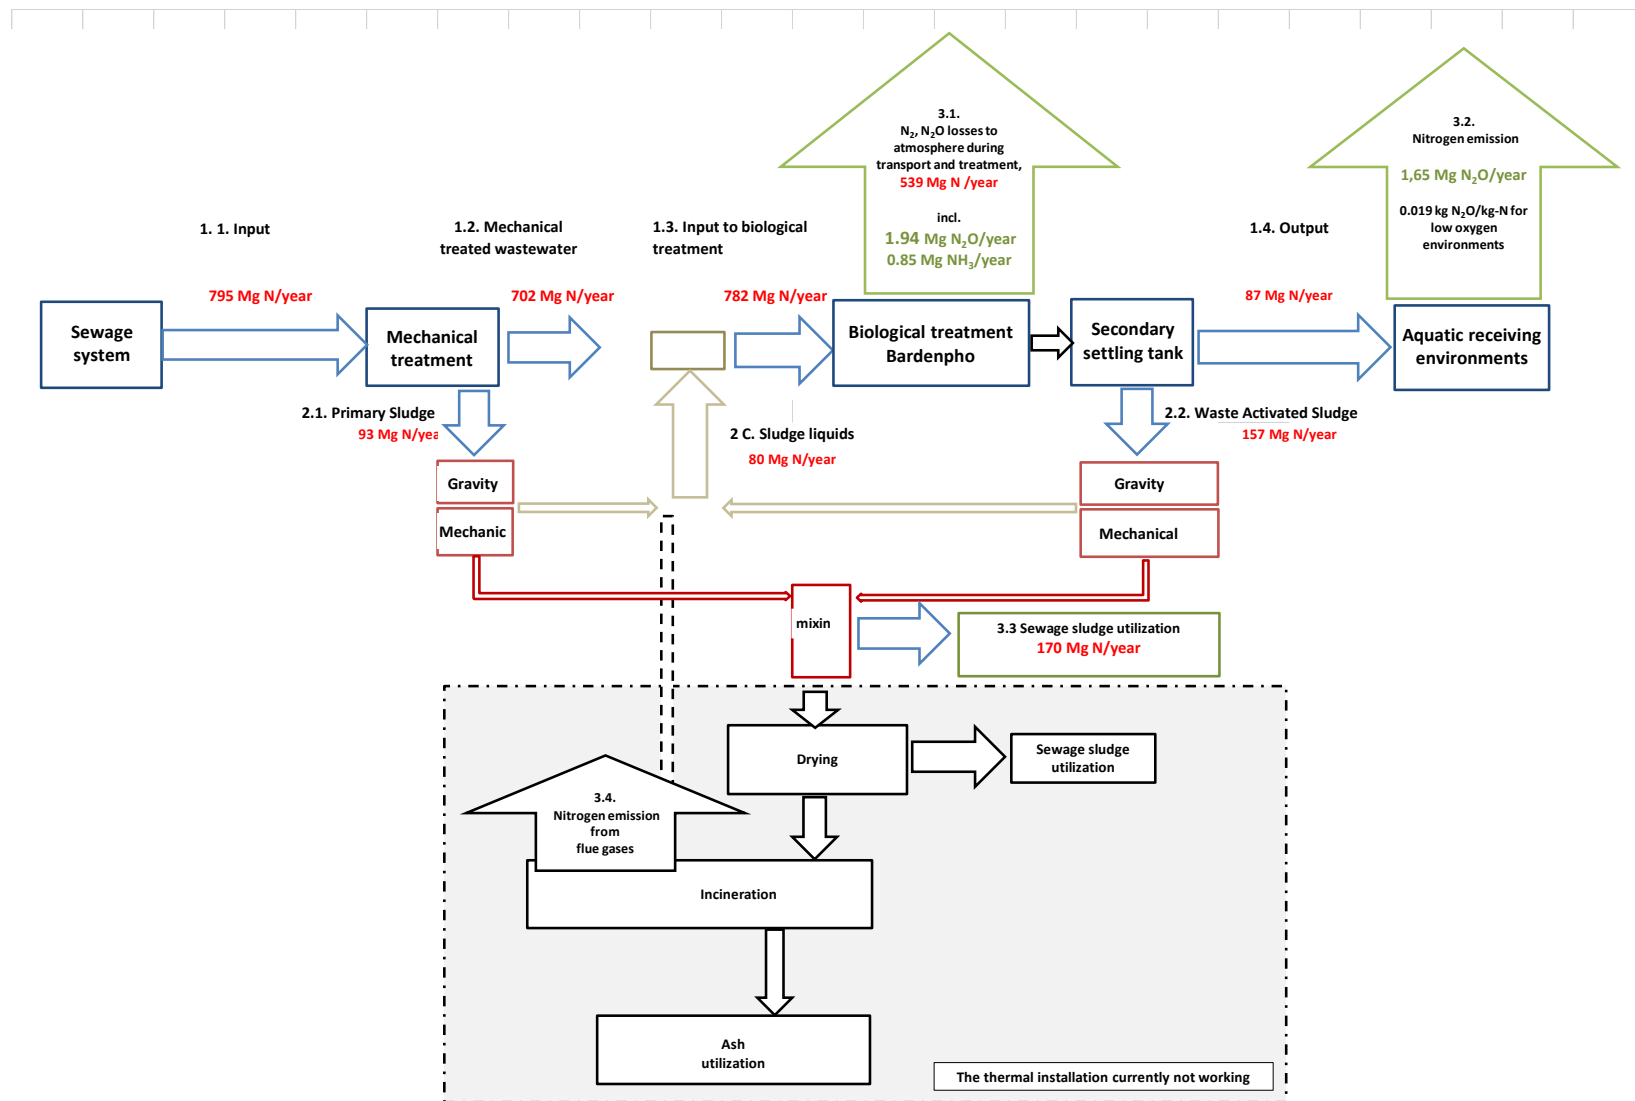 3.1.
N₂, N₂O losses to
atmosphere during
transport and treatment,
539 Mg N /year
incl.
1.94 Mg N₂O/year
0.85 Mg NH₃/year
3.2.
Nitrogen emission
1,65 Mg N₂O/year
0.019 kg N₂O/kg-N for
low oxygen
environments
1. 1. Input
1.2. Mechanical
treated wastewater
1.3. Input to biological
treatment
1.4. Output
795 Mg N/year
702 Mg N/year
782 Mg N/year
87 Mg N/year
Sewage
system
Mechanical
treatment
Biological treatment
Bardenpho
Secondary
settling tank
Aquatic receiving
environments
2.1. Primary Sludge
93 Mg N/yea
2 C. Sludge liquids
80 Mg N/year
2.2. Waste Activated Sludge
157 Mg N/year
Gravity
Mechanic
Gravity
Mechanical
mixin
3.3 Sewage sludge utilization
170 Mg N/year
Drying
Sewage sludge
utilization
3.4.
Nitrogen emission
from
flue gases
Incineration
Ash
utilization
The thermal installation currently not working